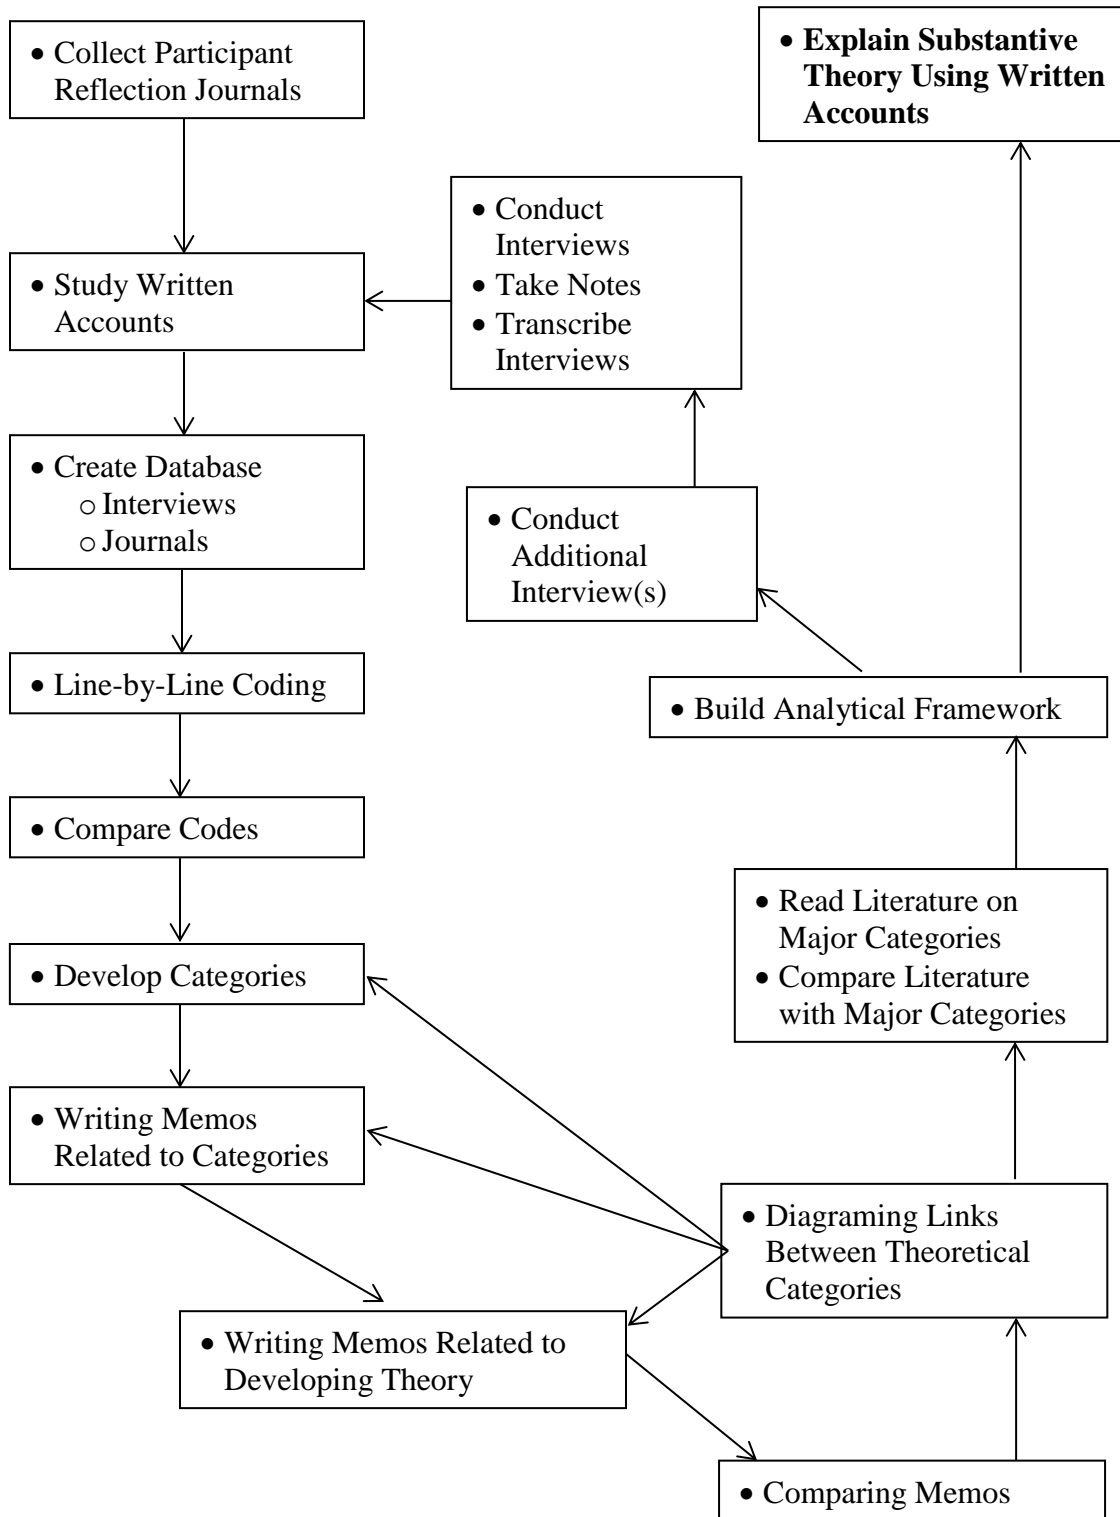 • Collect Participant
Reflection Journals
• Explain Substantive
Theory Using Written
Accounts
• Conduct
Interviews
• Take Notes
• Transcribe
Interviews
• Study Written
Accounts
• Create Database
o Interviews
o Journals
• Conduct
Additional
Interview(s)
• Line-by-Line Coding
• Build Analytical Framework
• Compare Codes
• Read Literature on
Major Categories
• Compare Literature
with Major Categories
• Develop Categories
• Writing Memos
Related to Categories
• Diagraming Links
Between Theoretical
Categories
• Writing Memos Related to
Developing Theory
• Comparing Memos